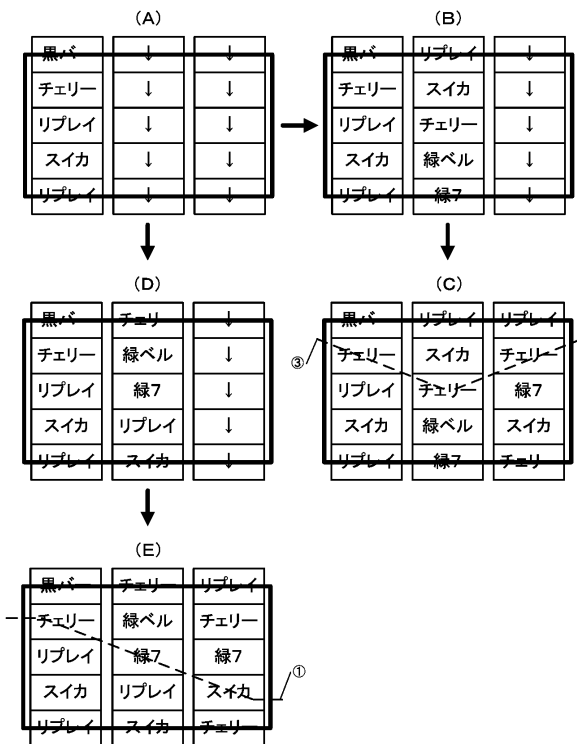 (A)
黒バー ↓ ↓
チェリー ↓ ↓
リプレイ ↓ ↓
スイカ ↓ ↓
リプレイ ↓ ↓
(B)
黒バー リプレイ ↓
チェリー スイカ ↓
リプレイ チェリー ↓
スイカ 緑ベル ↓
リプレイ 緑7 ↓
(D)
黒バー チェリー ↓
チェリー 緑ベル ↓
リプレイ 緑7 ↓
スイカ リプレイ ↓
リプレイ スイカ ↓
(C)
黒バー リプレイ リプレイ
③
チェリー スイカ チェリー
リプレイ チェリー 緑7
スイカ 緑ベル スイカ
リプレイ 緑7 チェリー
(E)
黒バー チェリー リプレイ
チェリー 緑ベル チェリー
リプレイ 緑7 緑7
スイカ リプレイ スイカ
①
リプレイ スイカ チェリー